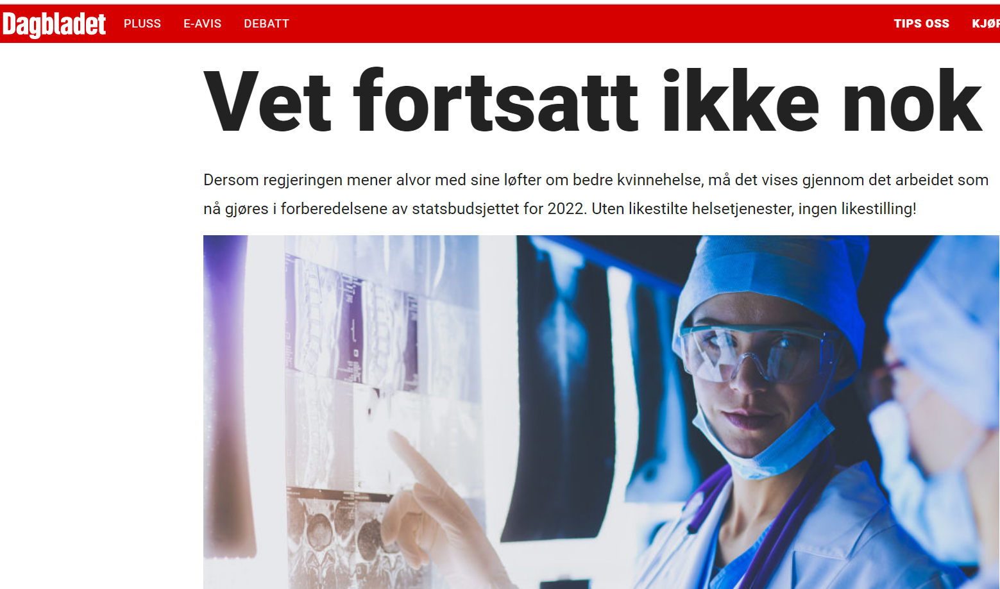 Dagbladet PLUSS E-AVIS DEBATT TIPS OSS
Vet fortsatt ikke nok
Dersom regjeringen mener alvor med sine løfter om bedre kvinnehelse, må det vises gjennom det arbeidet som
nå gjøres i forberedelsene av statsbudsjettet for 2022. Uten likestilte helsetjenester, ingen likestilling!